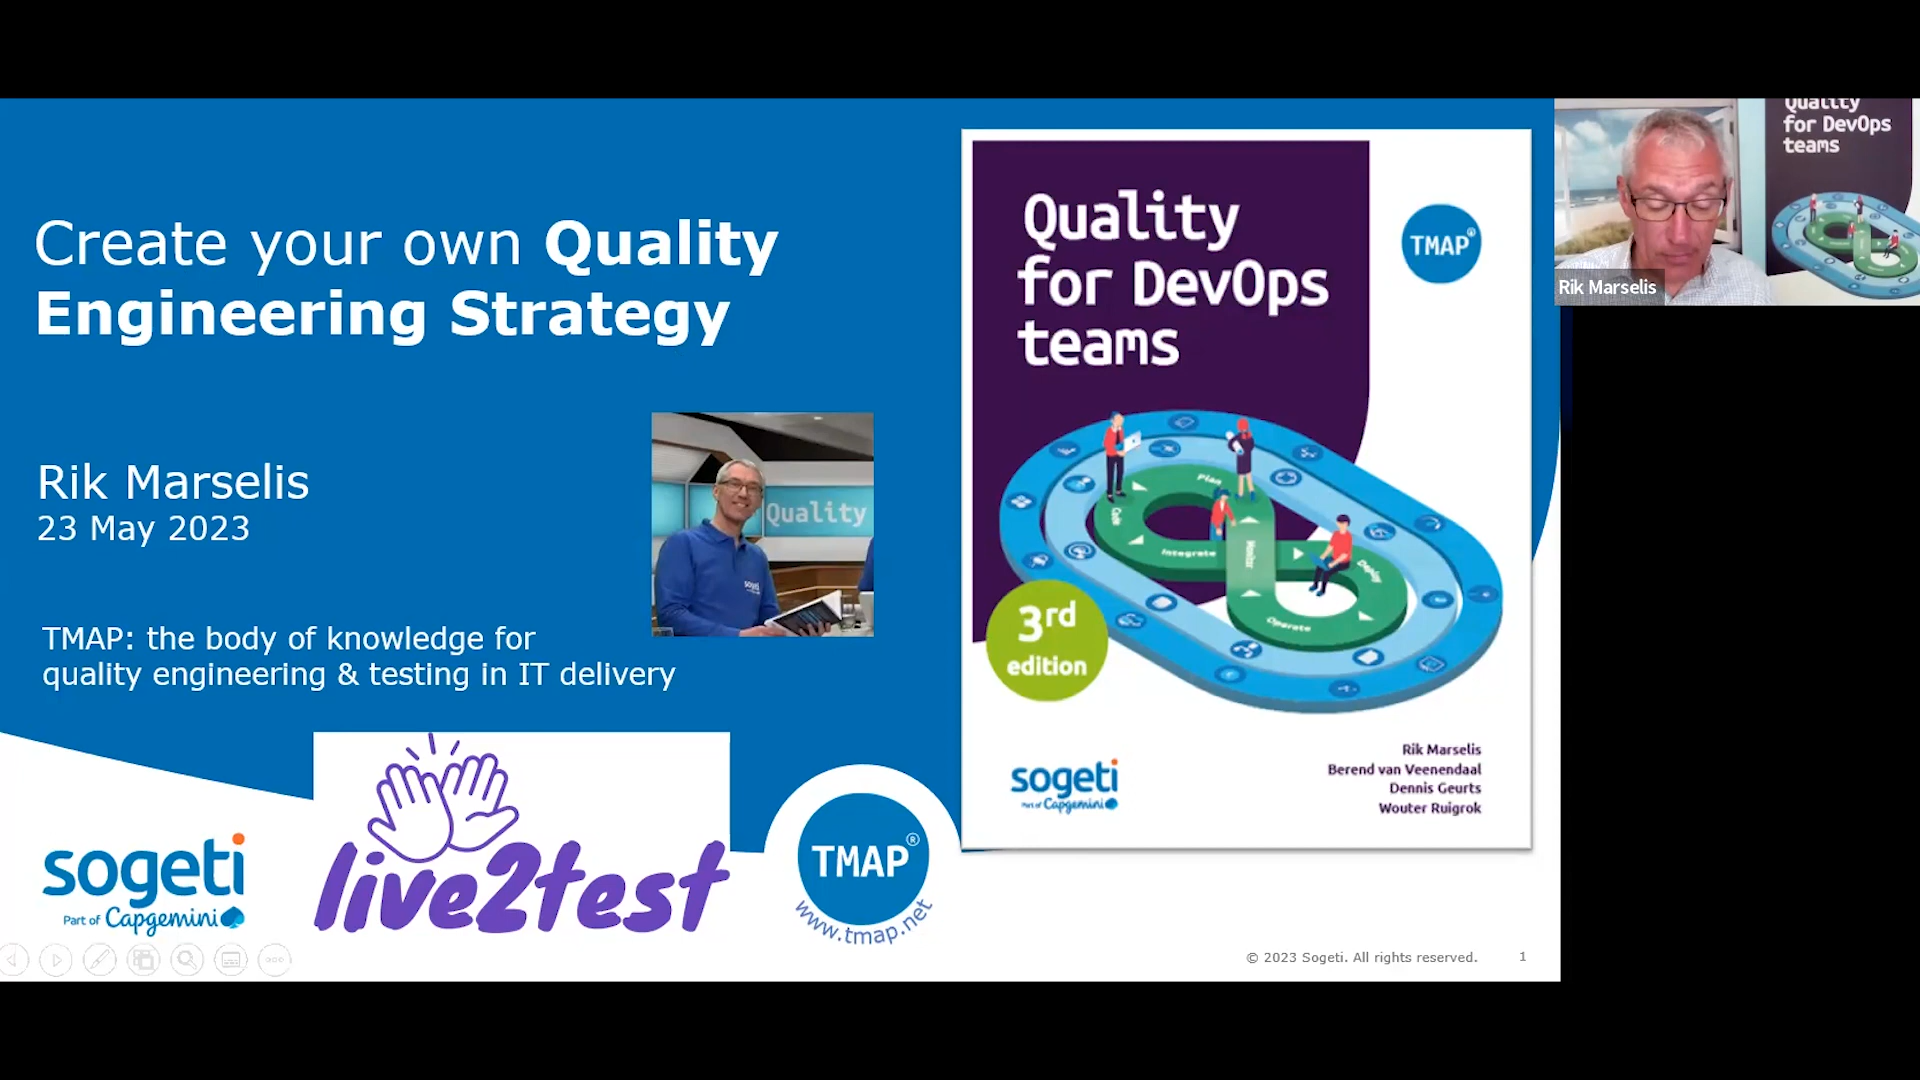 Create your own Quality
Engineering Strategy
Rik Marselis
23 May 2023
Quality
sogeti
TMAP: the body of knowledge for
quality engineering & testing in IT delivery
sogeti
Part of Capgemini
live2test
TMAP®
www.tmap.net
Quality
for DevOps
teams
TMAP®
Plan
Code
Integrate
Monitor
Deploy
Operate
3rd
edition
Rik Marselis
Berend van Veenendaal
Dennis Geurts
Wouter Ruigrok
sogeti
Part of Capgemini
© 2023 Sogeti. All rights reserved. 1
Quality
for DevOps
teams
Rik Marselis